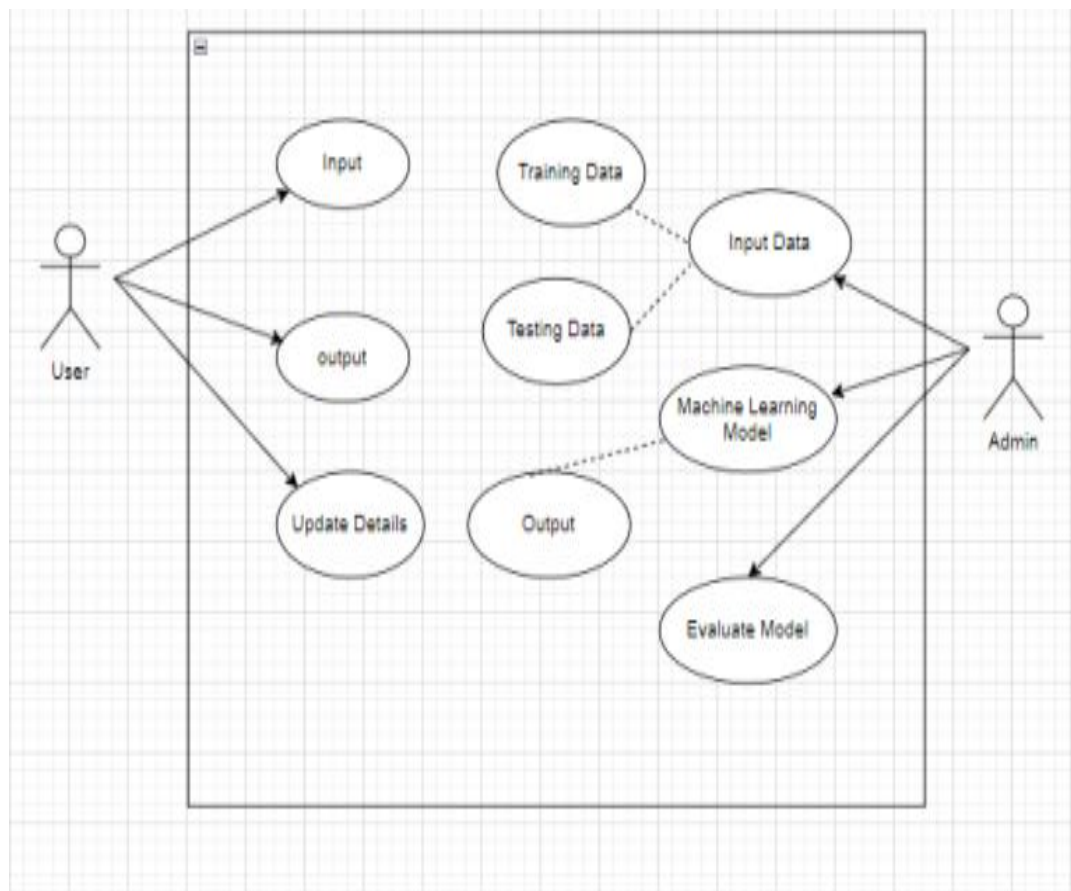 Input
Training Data
Input Data
Testing Data
output
User
Machine Learning
Model
Admin
Update Details
Output
Evaluate Model